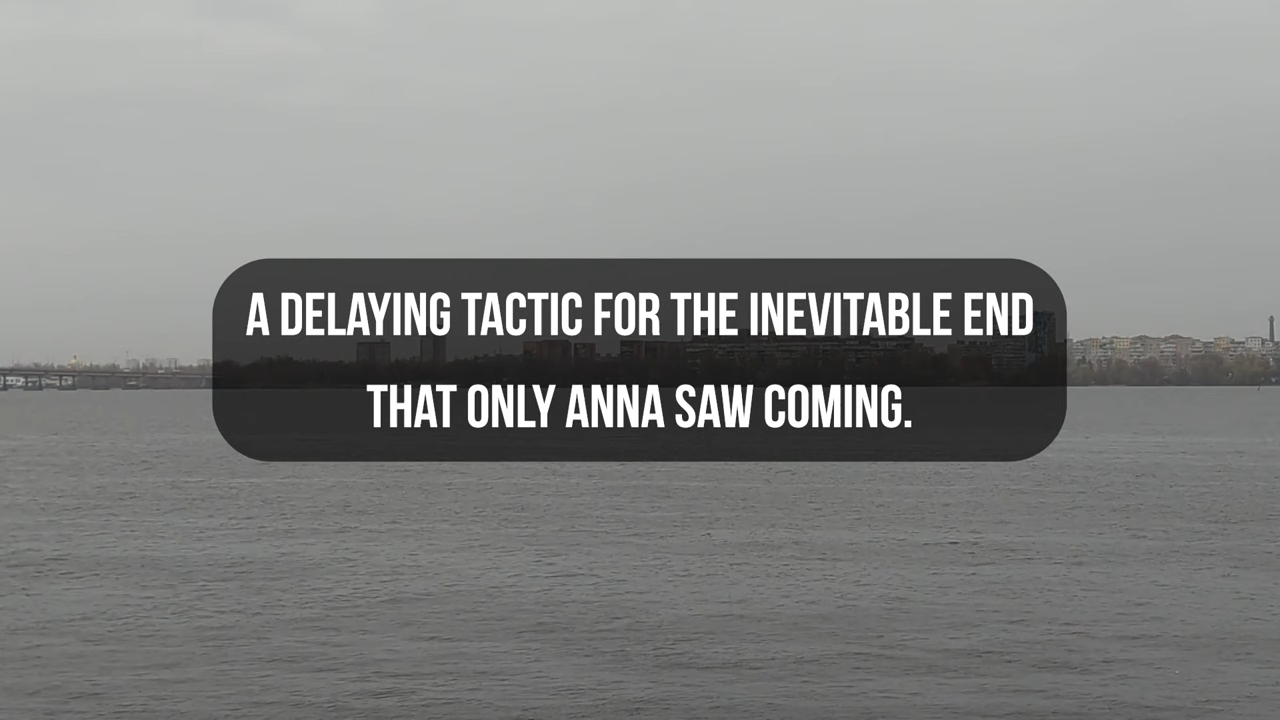 A DELAYING TACTIC FOR THE INEVITABLE END
THAT ONLY ANNA SAW COMING.